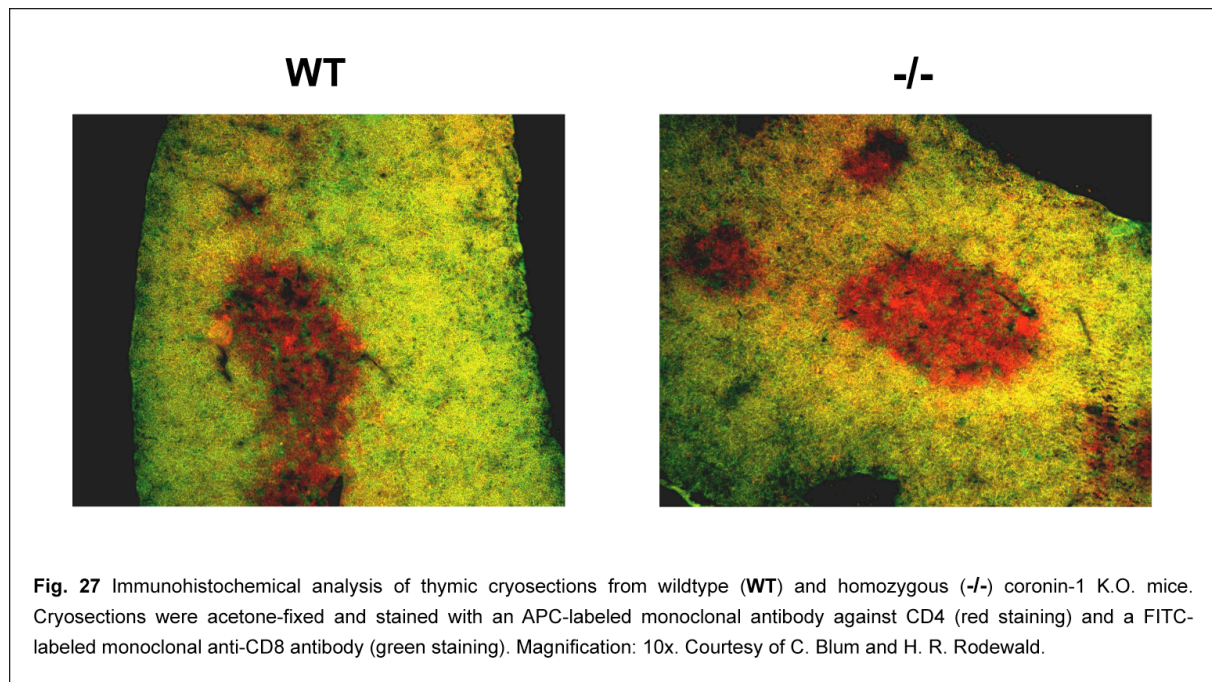 WT
-/-
Fig. 27 Immunohistochemical analysis of thymic cryosections from wildtype (WT) and homozygous (-/-) coronin-1 K.O. mice.
Cryosections were acetone-fixed and stained with an APC-labeled monoclonal antibody against CD4 (red staining) and a FITC-
labeled monoclonal anti-CD8 antibody (green staining). Magnification: 10x. Courtesy of C. Blum and H. R. Rodewald.